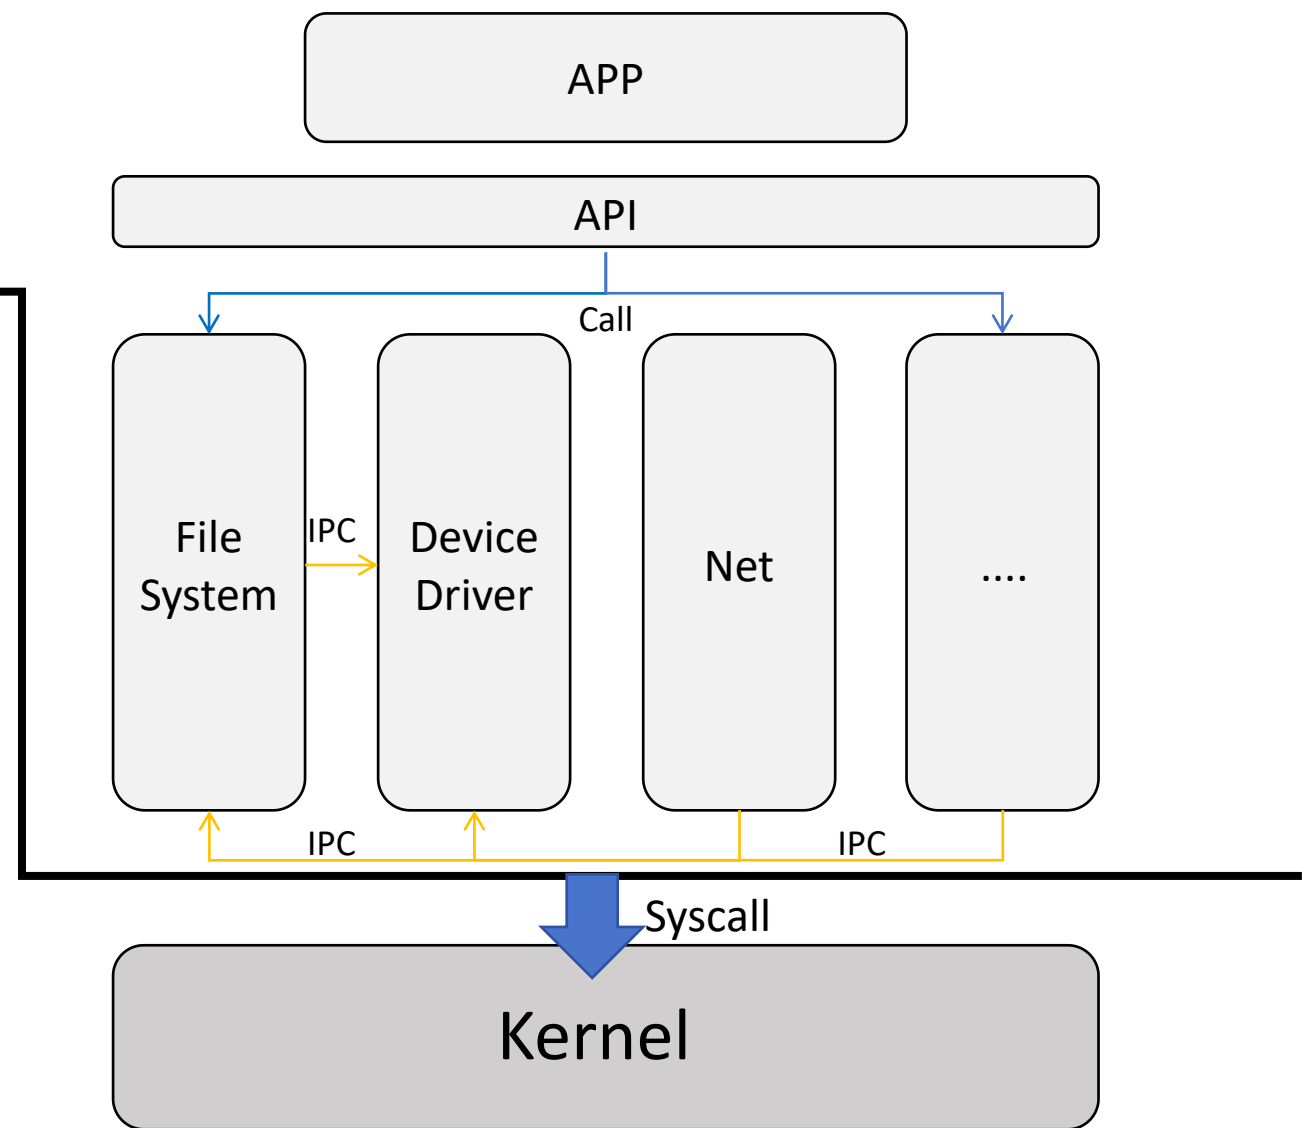 APP
API
Call
File
System
IPC
Device
Driver
Net
....
IPC
IPC
Syscall
Kernel